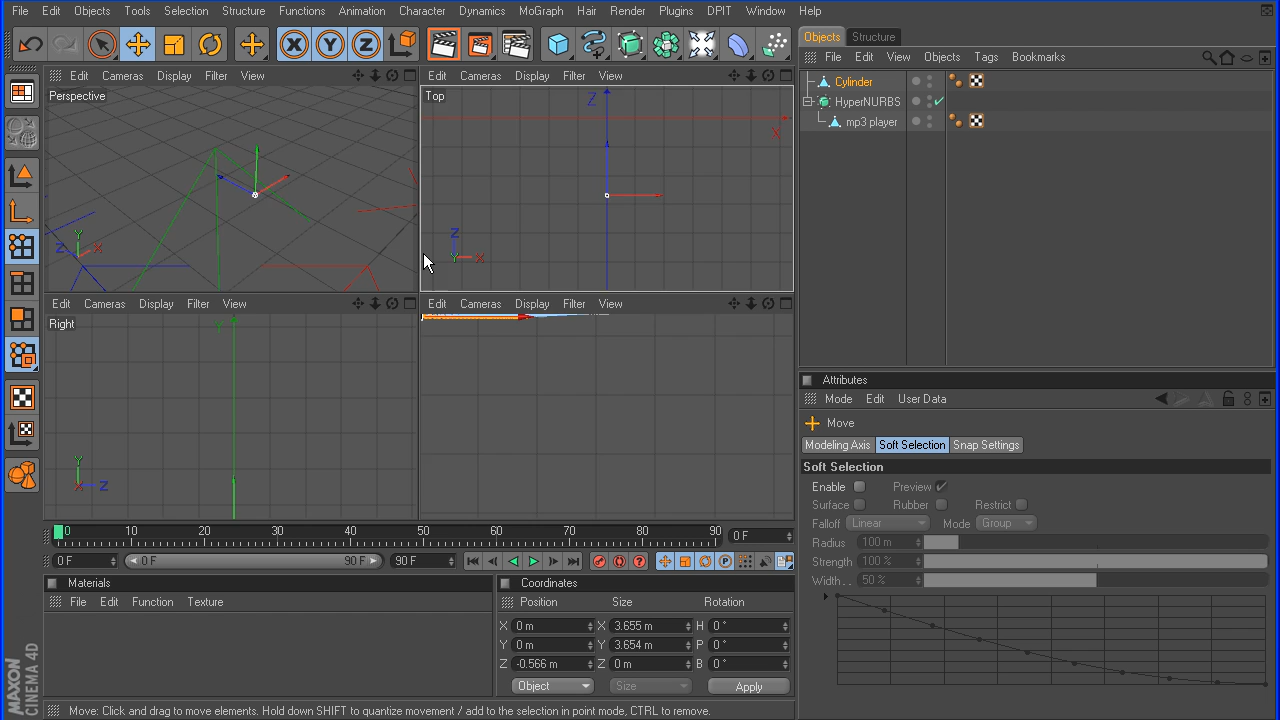 File Edit Objects Tools Selection Structure Functions Animation Character Dynamics MoGraph Hair Render Plugins DPIT Window Help
Objects Structure
File Edit View Objects Tags Bookmarks
Edit Cameras Display Filter View
Edit Cameras Display Filter View
Perspective
Top
Z
X
Y
Z X
Z
Y X
Cylinder
HyperNURBS
mp3 player
Edit Cameras Display Filter View
Edit Cameras Display Filter View
Right
Y
Y
X Z
Attributes
Mode Edit User Data
Move
Modeling Axis Soft Selection Snap Settings
Soft Selection
Enable Preview
Surface Rubber Restrict
Falloff Linear Mode Group
Radius 100 m
Strength 100 %
Width . . 50 %
0 10 20 30 40 50 60 70 80 90 0 F
0 F 0 F 90 F 90 F
Materials
File Edit Function Texture
Coordinates
Position Size Rotation
X 0 m X 3.655 m H 0 °
Y 0 m Y 3.654 m P 0 °
Z -0.566 m Z 0 m B 0 °
Object Size Apply
MAXON
CINEMA 4D
Move: Click and drag to move elements. Hold down SHIFT to quantize movement / add to the selection in point mode, CTRL to remove.